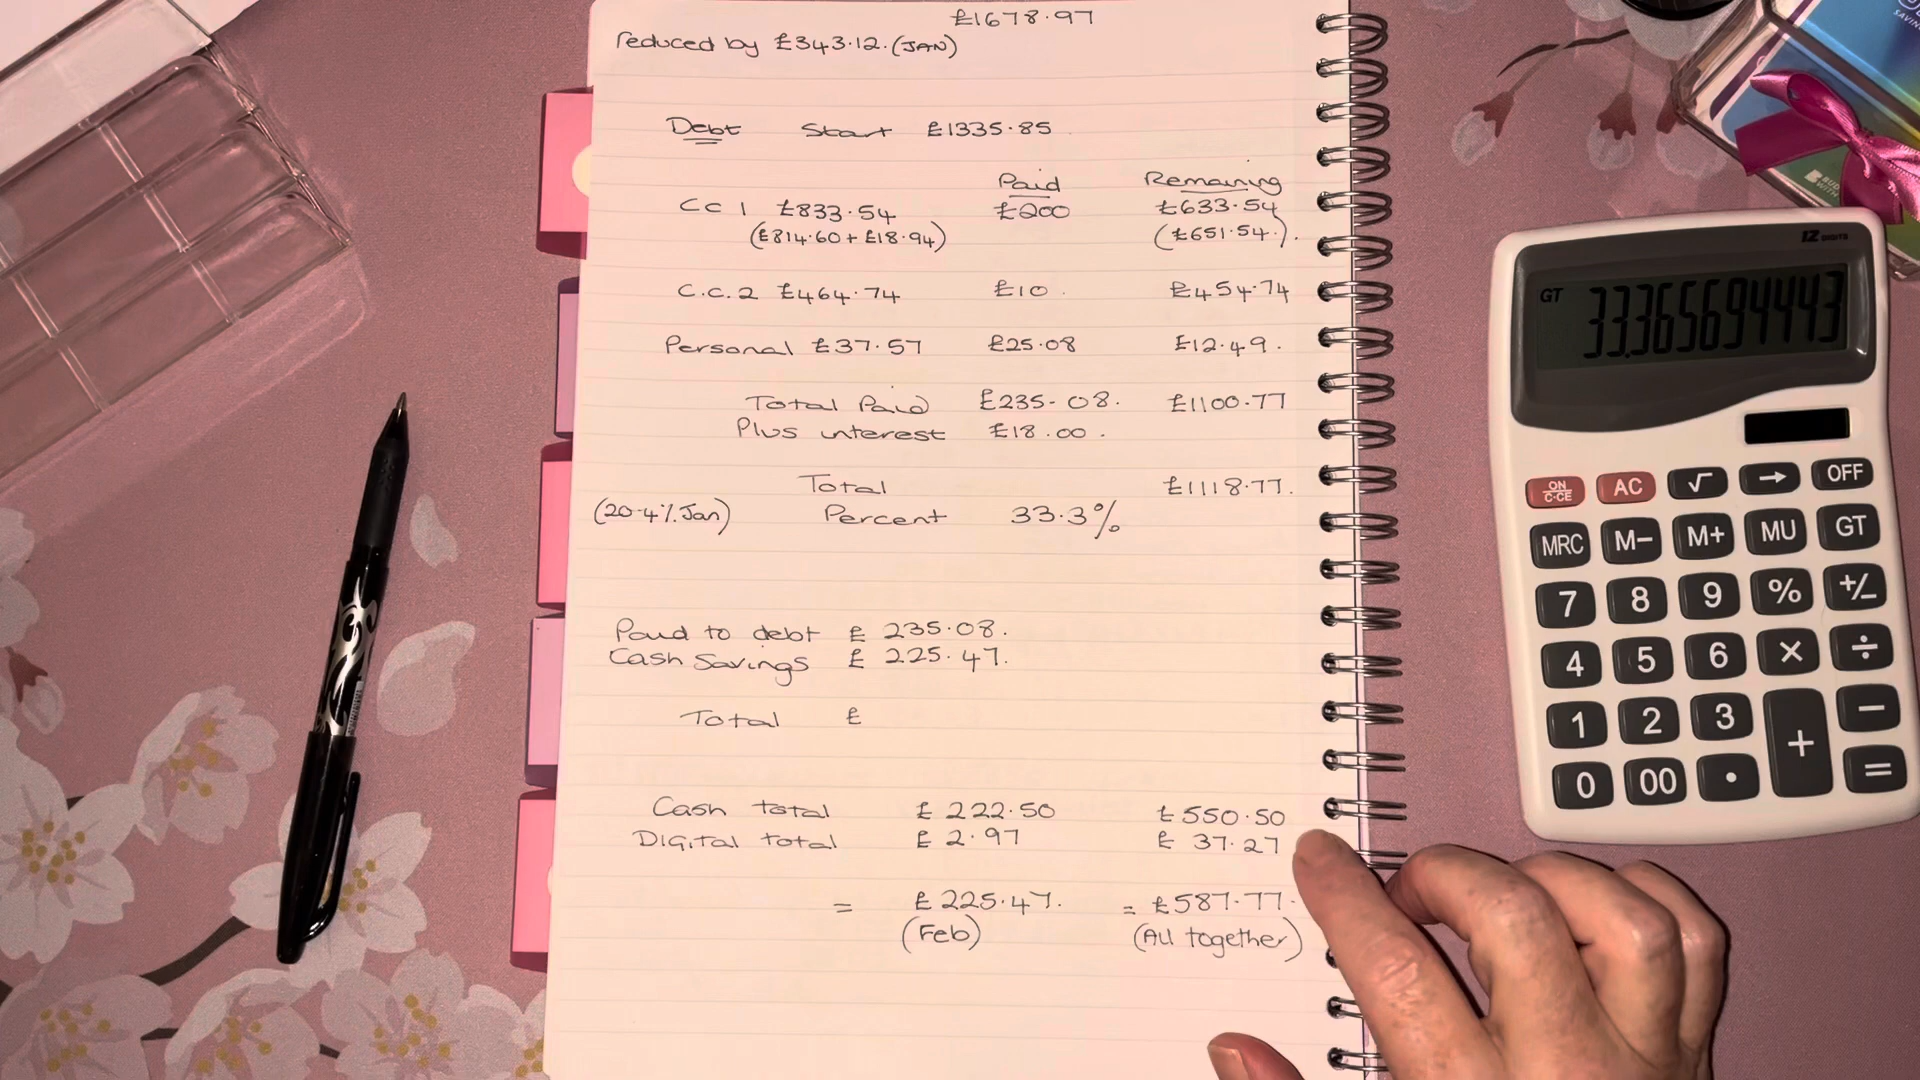 £1678.97
reduced by £343.12. (JAN)
Debt Start £1335.85
Paid Remaining
CC 1 £833.54 £200 £633.54
(£814.60 + £18.94) (£651.54.).
C.C.2 £464.74 £10. £454.74
Personal £37.57 £25.08 £12.49.
Total Paid £235.08. £1100.77
Plus interest £18.00.
Total £1118.77.
(20.4% Jan) Percent 33.3%
Paid to debt £ 235.08.
Cash Savings £ 225.47.
Total £
Cash total £ 222.50 £550.50
Digital total £ 2.97 £ 37.27
= £225.47. = £587.77.
(Feb) (All together)
12 DIGITS
GT 33.365694443
ON/C·CE AC √ → OFF
MRC M− M+ MU GT
7 8 9 % +/−
4 5 6 × ÷
1 2 3 + −
0 00 . =